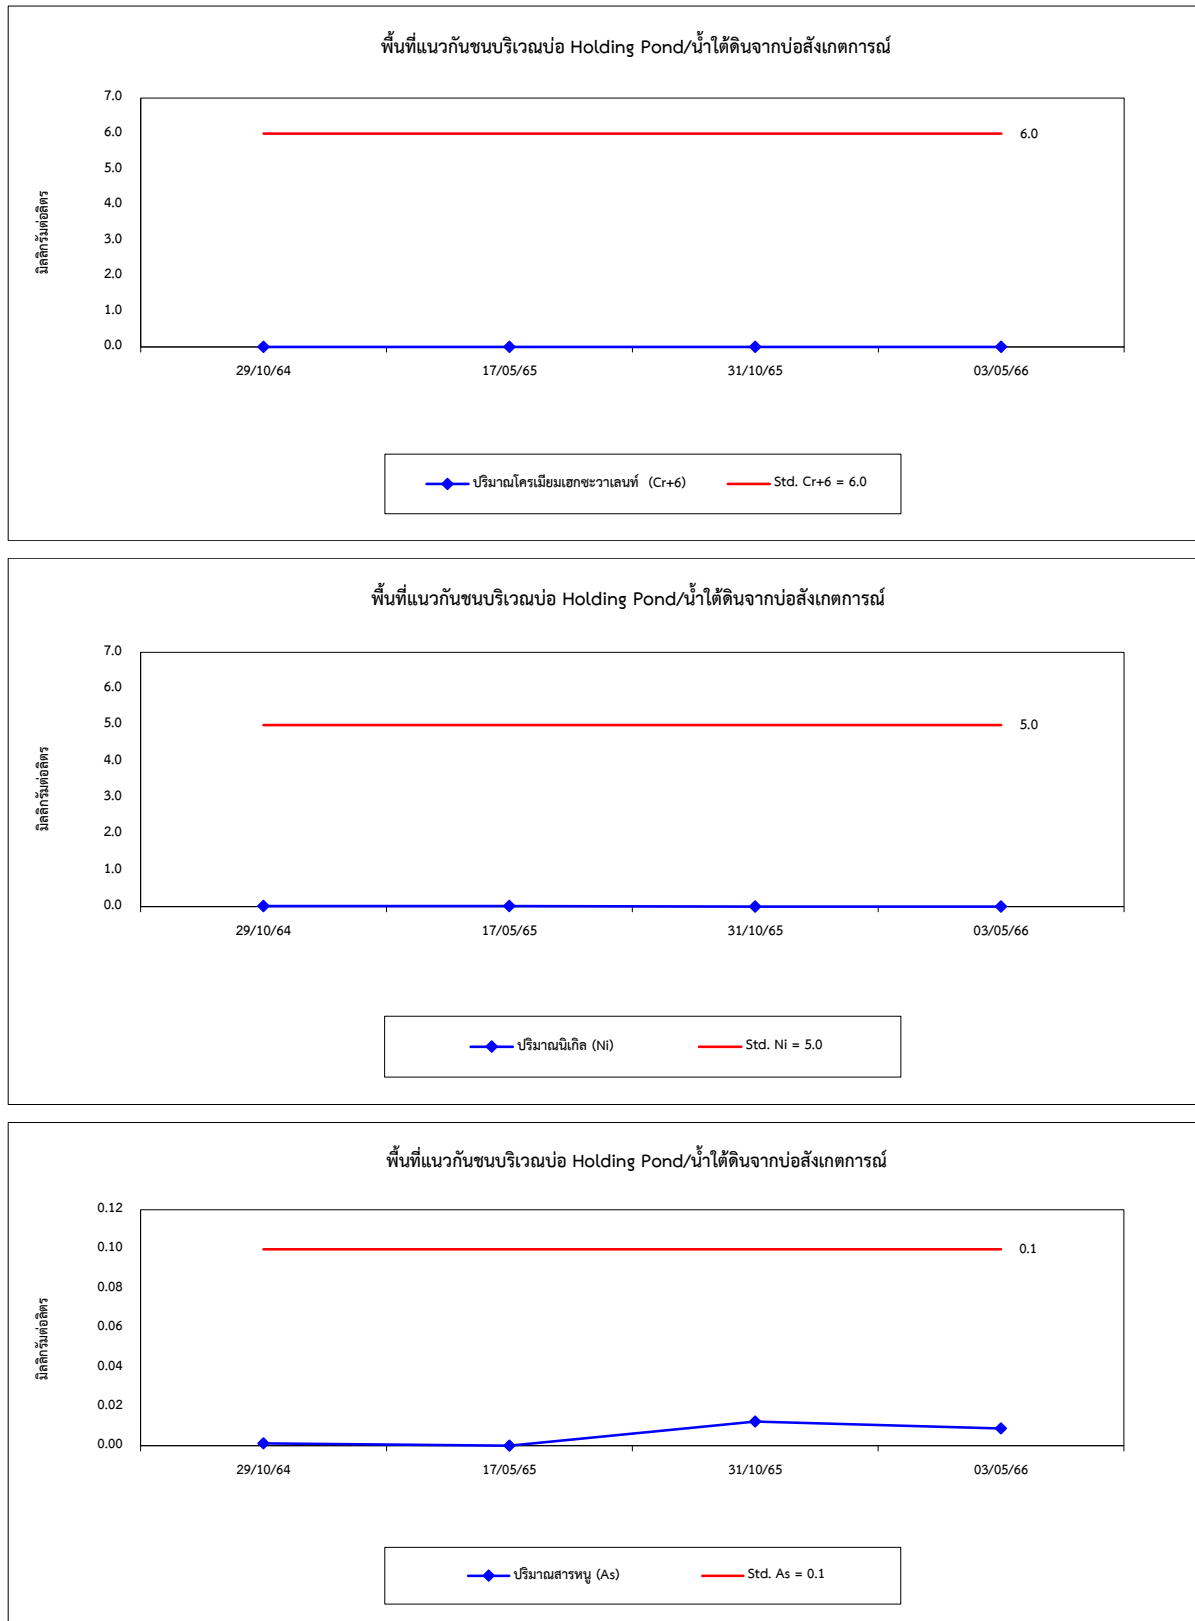 พื้นที่แนวกันชนบริเวณบ่อ Holding Pond/น้ำใต้ดินจากบ่อสังเกตการณ์
มิลลิกรัมต่อลิตร
7.0
6.0
5.0
4.0
3.0
2.0
1.0
0.0
6.0
29/10/64 17/05/65 31/10/65 03/05/66
ปริมาณโครเมียมเฮกซะวาเลนท์ (Cr+6) Std. Cr+6 = 6.0
พื้นที่แนวกันชนบริเวณบ่อ Holding Pond/น้ำใต้ดินจากบ่อสังเกตการณ์
มิลลิกรัมต่อลิตร
7.0
6.0
5.0
4.0
3.0
2.0
1.0
0.0
5.0
29/10/64 17/05/65 31/10/65 03/05/66
ปริมาณนิเกิล (Ni) Std. Ni = 5.0
พื้นที่แนวกันชนบริเวณบ่อ Holding Pond/น้ำใต้ดินจากบ่อสังเกตการณ์
มิลลิกรัมต่อลิตร
0.12
0.10
0.08
0.06
0.04
0.02
0.00
0.1
29/10/64 17/05/65 31/10/65 03/05/66
ปริมาณสารหนู (As) Std. As = 0.1